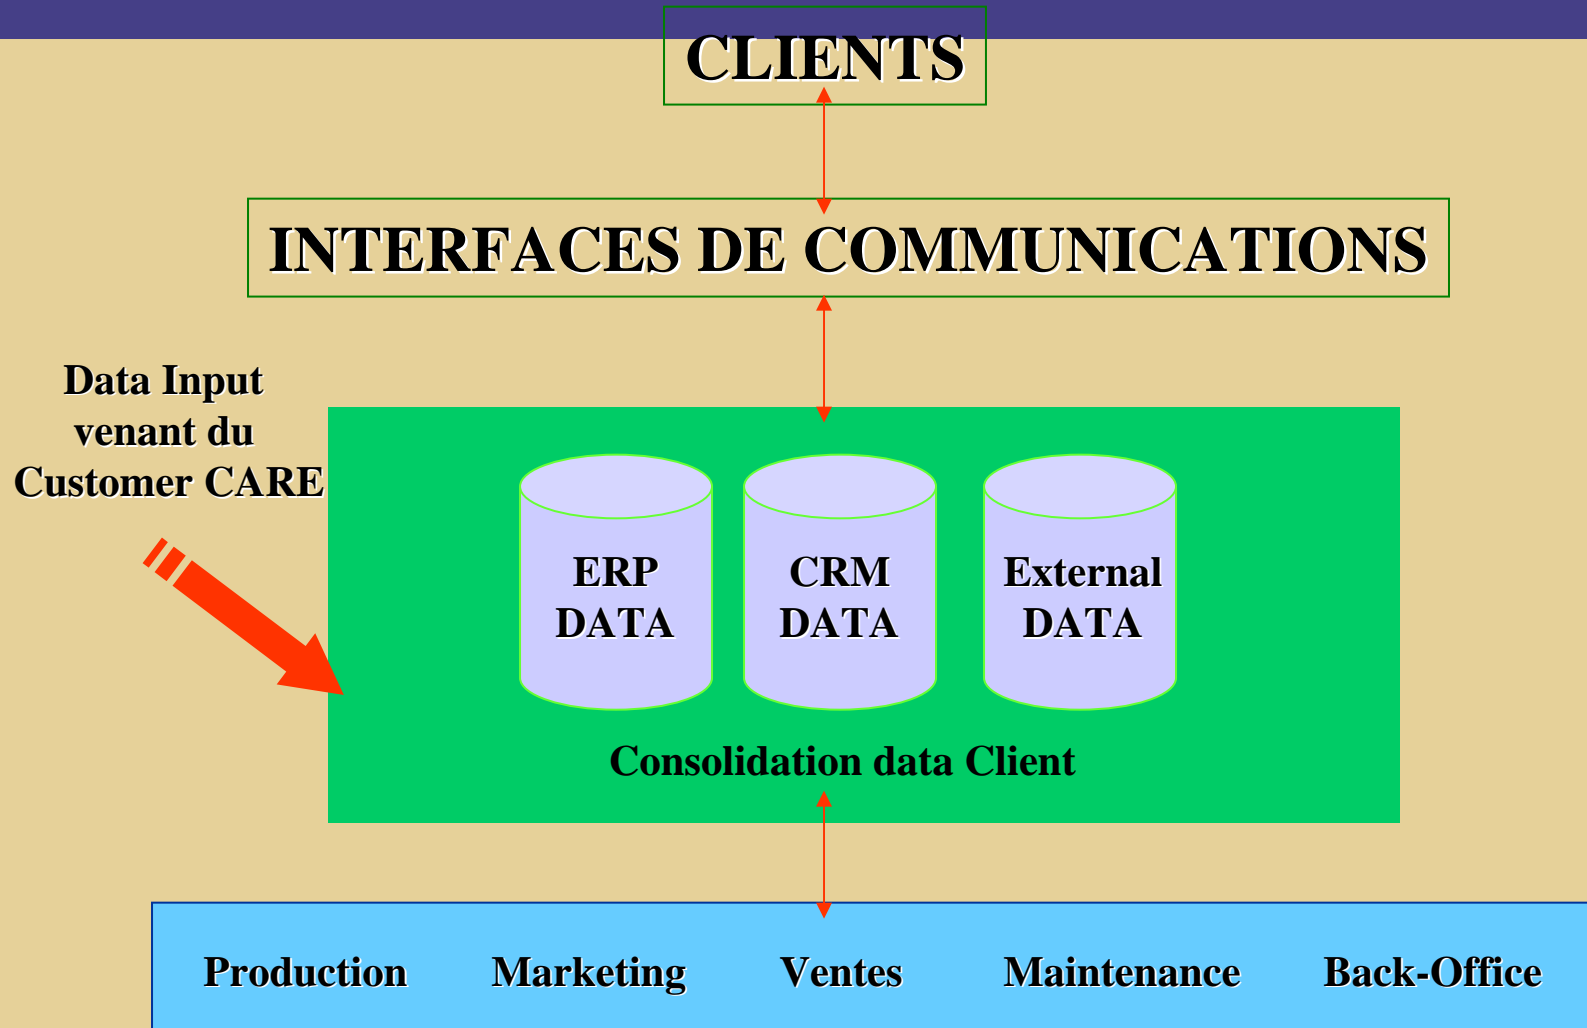 CLIENTS
INTERFACES DE COMMUNICATIONS
Data Input
venant du
Customer CARE
ERP
DATA
CRM
DATA
External
DATA
Consolidation data Client
Production Marketing Ventes Maintenance Back-Office